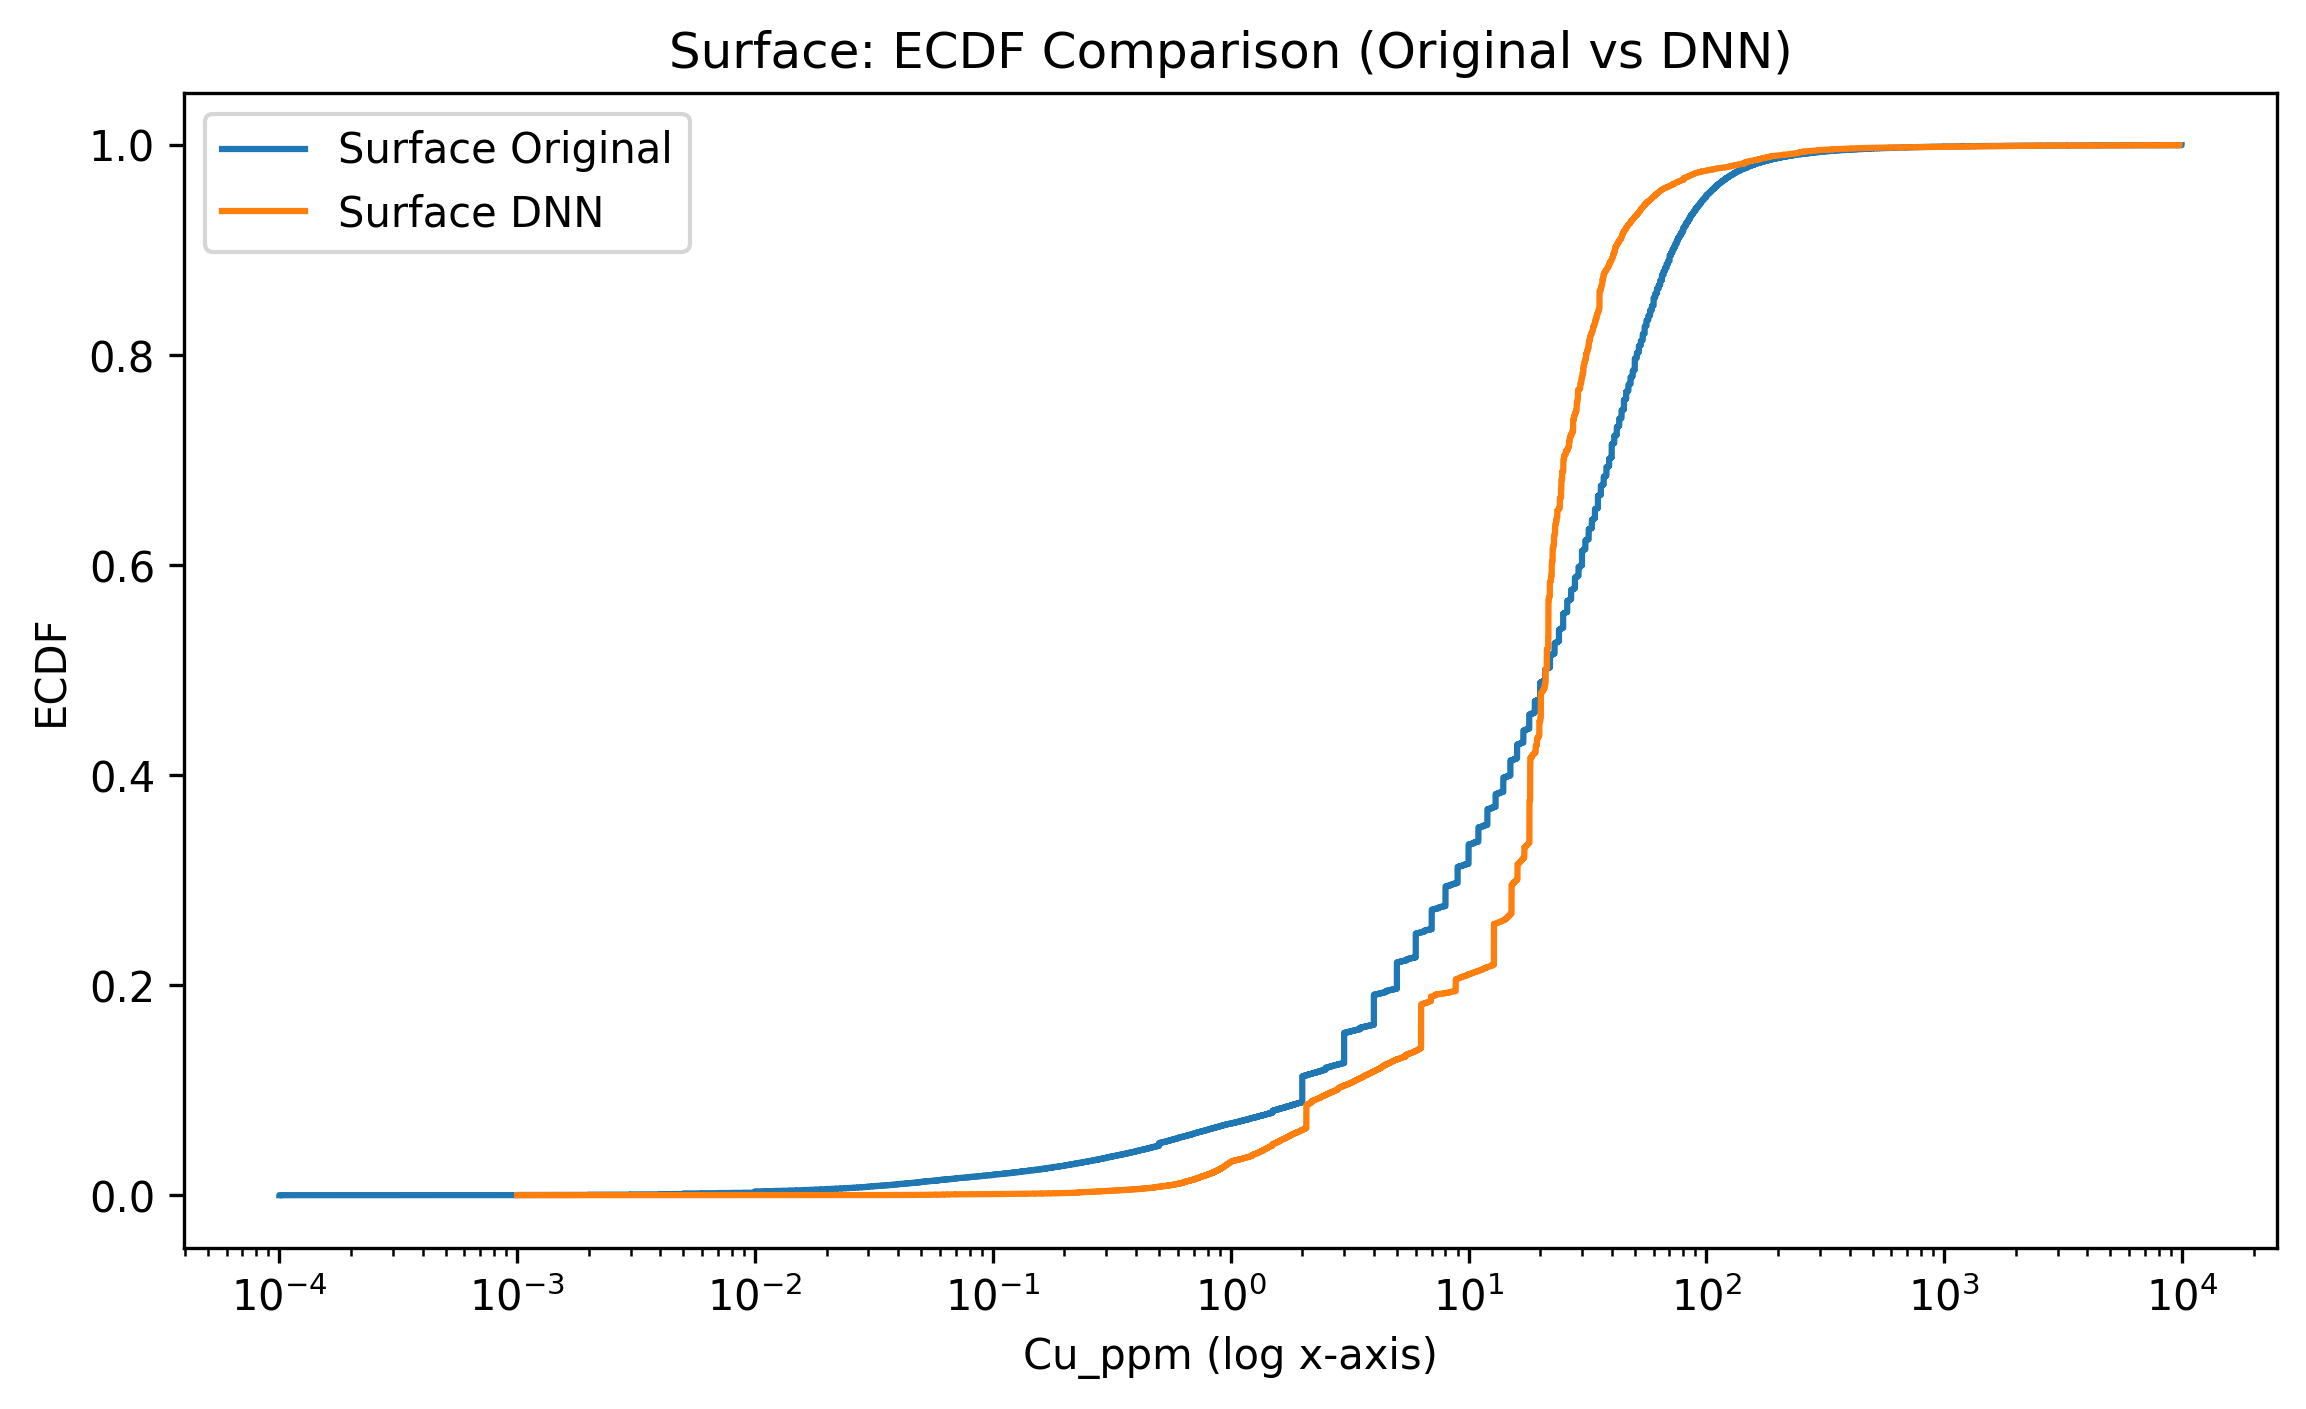 Surface: ECDF Comparison (Original vs DNN)
Surface Original
Surface DNN
1.0
0.8
0.6
0.4
0.2
0.0
ECDF
10⁻⁴ 10⁻³ 10⁻² 10⁻¹ 10⁰ 10¹ 10² 10³ 10⁴
Cu_ppm (log x-axis)